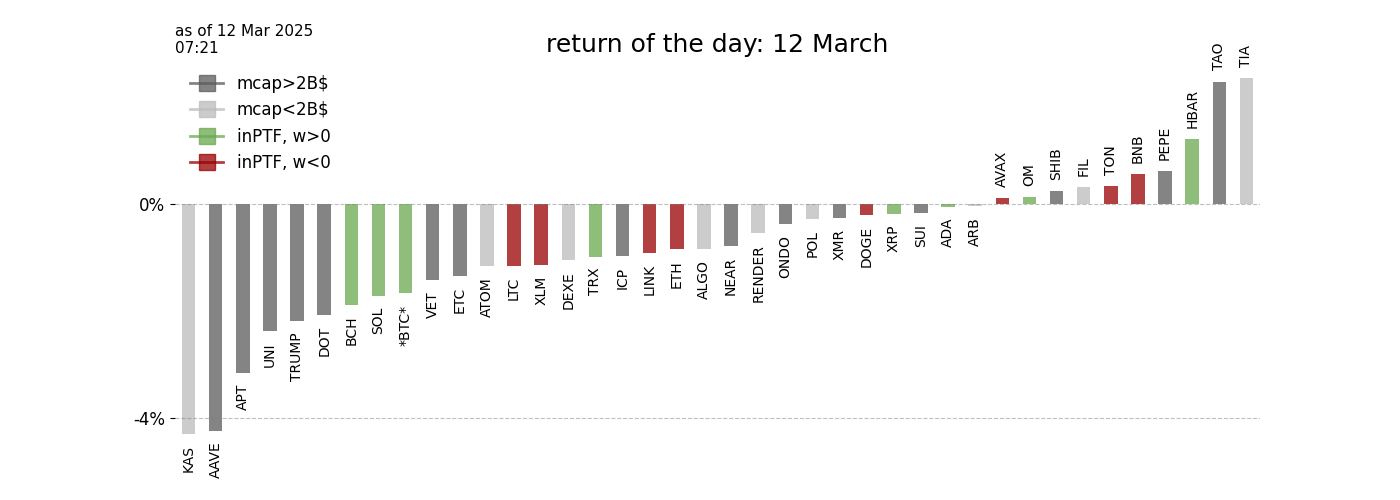 as of 12 Mar 2025
07:21
return of the day: 12 March
mcap>2B$
mcap<2B$
inPTF, w>0
inPTF, w<0
0%
-4%
KAS
AAVE
APT
UNI
TRUMP
DOT
BCH
SOL
*BTC*
VET
ETC
ATOM
LTC
XLM
DEXE
TRX
ICP
LINK
ETH
ALGO
NEAR
RENDER
ONDO
POL
XMR
DOGE
XRP
SUI
ADA
ARB
AVAX
OM
SHIB
FIL
TON
BNB
PEPE
HBAR
TAO
TIA